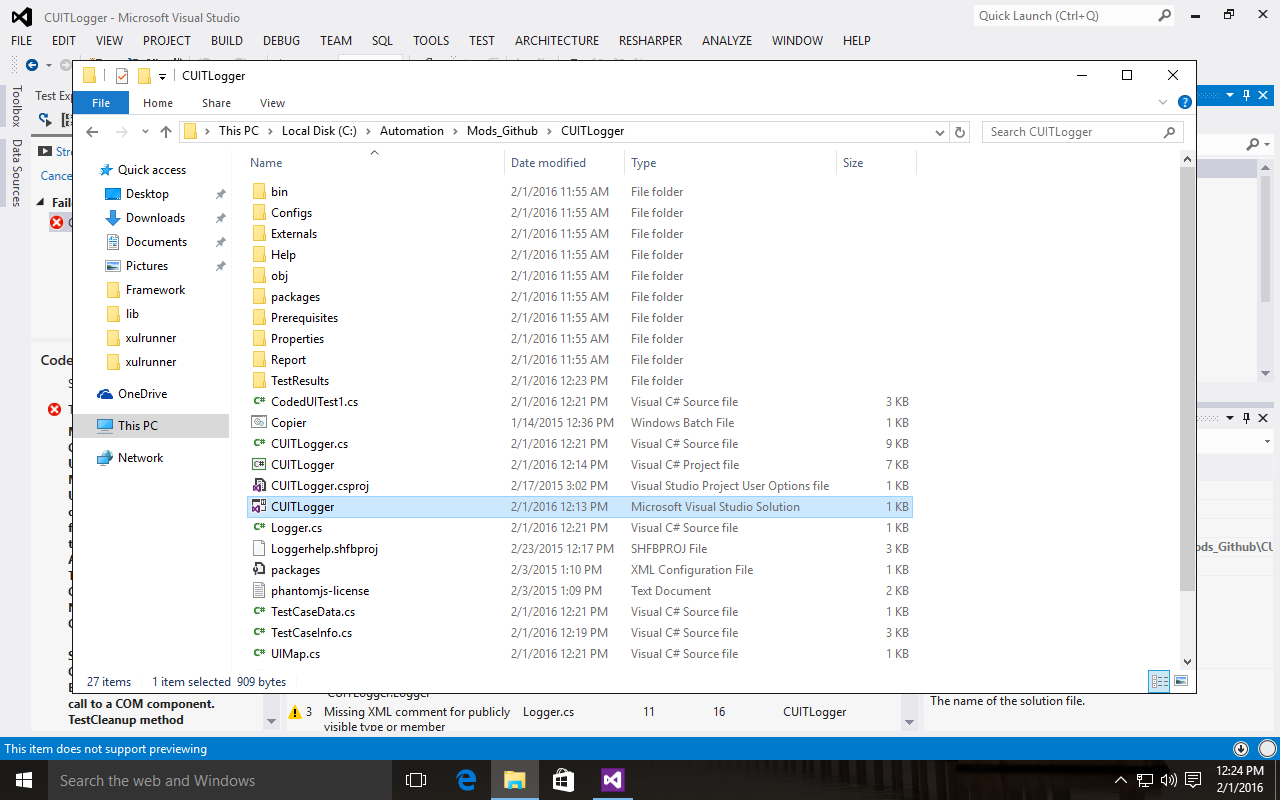 CUITLogger - Microsoft Visual Studio
Quick Launch (Ctrl+Q)
FILE EDIT VIEW PROJECT BUILD DEBUG TEAM SQL TOOLS TEST ARCHITECTURE RESHARPER ANALYZE WINDOW HELP
Toolbox
Data Sources
Cance
CUITLogger
File Home Share View
This PC Local Disk (C:) Automation Mods_Github CUITLogger
Search CUITLogger
Quick access
Desktop
Downloads
Documents
Pictures
Framework
lib
xulrunner
xulrunner
OneDrive
This PC
Network
Name Date modified Type Size
bin 2/1/2016 11:55 AM File folder
Configs 2/1/2016 11:55 AM File folder
Externals 2/1/2016 11:55 AM File folder
Help 2/1/2016 11:55 AM File folder
obj 2/1/2016 11:55 AM File folder
packages 2/1/2016 11:55 AM File folder
Prerequisites 2/1/2016 11:55 AM File folder
Properties 2/1/2016 11:55 AM File folder
Report 2/1/2016 11:55 AM File folder
TestResults 2/1/2016 12:23 PM File folder
CodedUITest1.cs 2/1/2016 12:21 PM Visual C# Source file 3 KB
Copier 1/14/2015 12:36 PM Windows Batch File 1 KB
CUITLogger.cs 2/1/2016 12:21 PM Visual C# Source file 9 KB
CUITLogger 2/1/2016 12:14 PM Visual C# Project file 7 KB
CUITLogger.csproj 2/17/2015 3:02 PM Visual Studio Project User Options file 1 KB
CUITLogger 2/1/2016 12:13 PM Microsoft Visual Studio Solution 1 KB
Logger.cs 2/1/2016 12:21 PM Visual C# Source file 1 KB
Loggerhelp.shfbproj 2/23/2015 12:17 PM SHFBPROJ File 3 KB
packages 2/3/2015 1:10 PM XML Configuration File 1 KB
phantomjs-license 2/3/2015 1:09 PM Text Document 2 KB
TestCaseData.cs 2/1/2016 12:21 PM Visual C# Source file 1 KB
TestCaseInfo.cs 2/1/2016 12:19 PM Visual C# Source file 3 KB
UIMap.cs 2/1/2016 12:21 PM Visual C# Source file 1 KB
27 items 1 item selected 909 bytes
Test Exp
Fail
Code
ods_Github\CU
call to a COM component.
TestCleanup method
CUITLogger.Logger
3 Missing XML comment for publicly Logger.cs 11 16 CUITLogger
visible type or member
The name of the solution file.
This item does not support previewing
Search the web and Windows
12:24 PM
2/1/2016